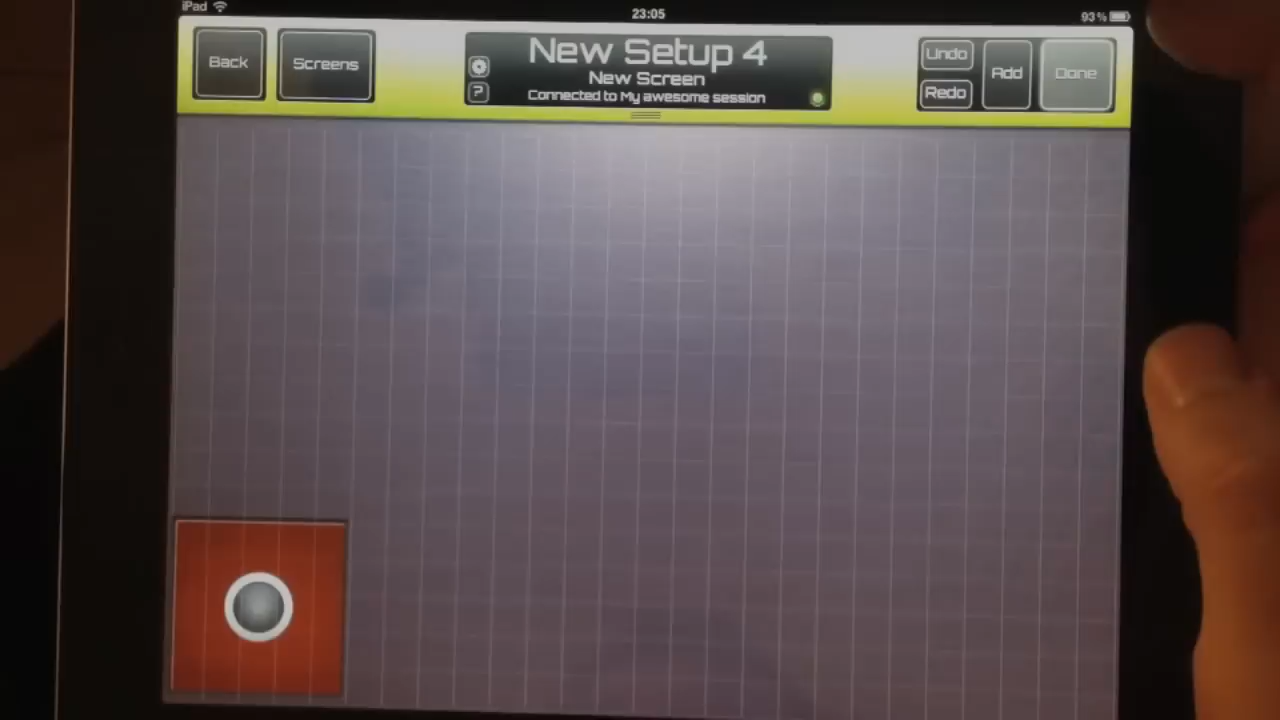 iPad 23:05 93%
Back Screens New Setup 4 Undo Add Done
New Screen
? Connected to My awesome session Redo